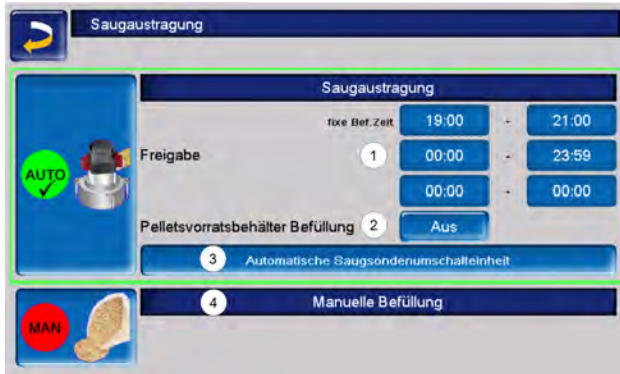 Saugaustragung
Saugaustragung
fixe Bef.Zeit 19:00 - 21:00
Freigabe 1 00:00 - 23:59
00:00 - 00:00
AUTO
Pelletsvorratsbehälter Befüllung 2 Aus
3 Automatische Saugsondenumschalteinheit
4 Manuelle Befüllung
MAN